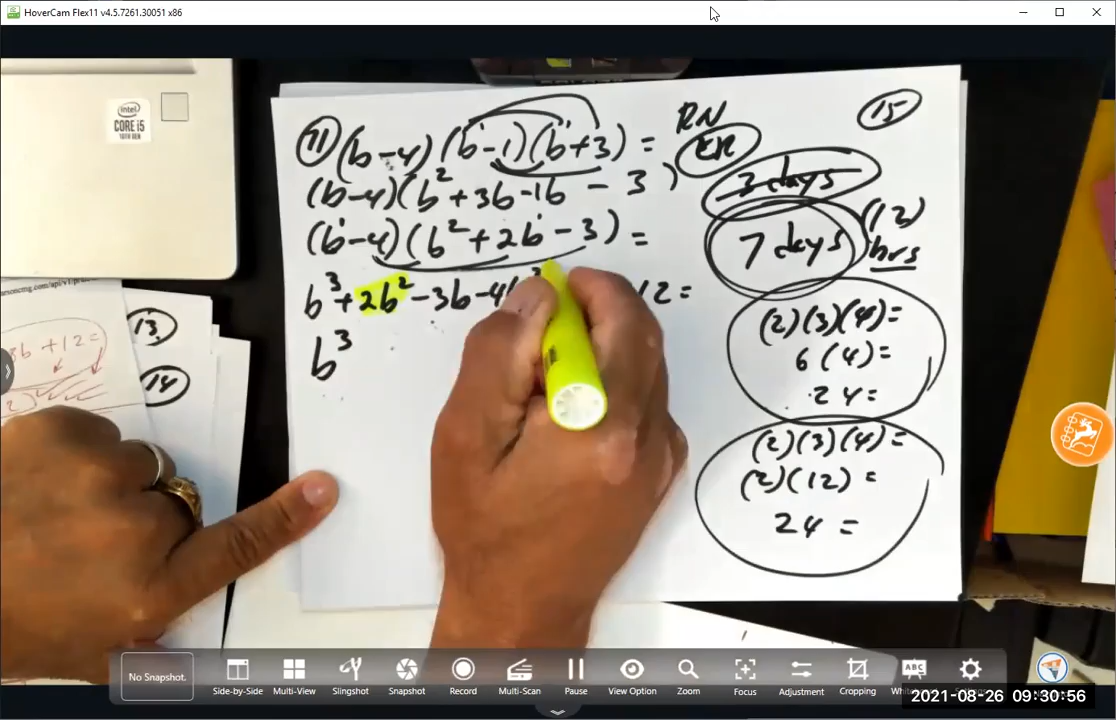 HoverCam Flex11 v4.5.7261.30051 x86
intel
CORE i5
10TH GEN
11 (b-4)(b-1)(b+3) =
(b-4)(b²+3b-1b - 3)
(b-4)(b²+2b-3) =
b³+2b²-3b-4b² 12=
b³
RN
ER
15
3 days
7 days
(12)
hrs
(2)(3)(4)=
6(4)=
24=
(2)(3)(4)=
(2)(12) =
24 =
13
8b+12=
14
No Snapshot.
Side-by-Side
Multi-View
Slingshot
Snapshot
Record
Multi-Scan
Pause
View Option
Zoom
Focus
Adjustment
Cropping
ABC
2021-08-26 09:30:56